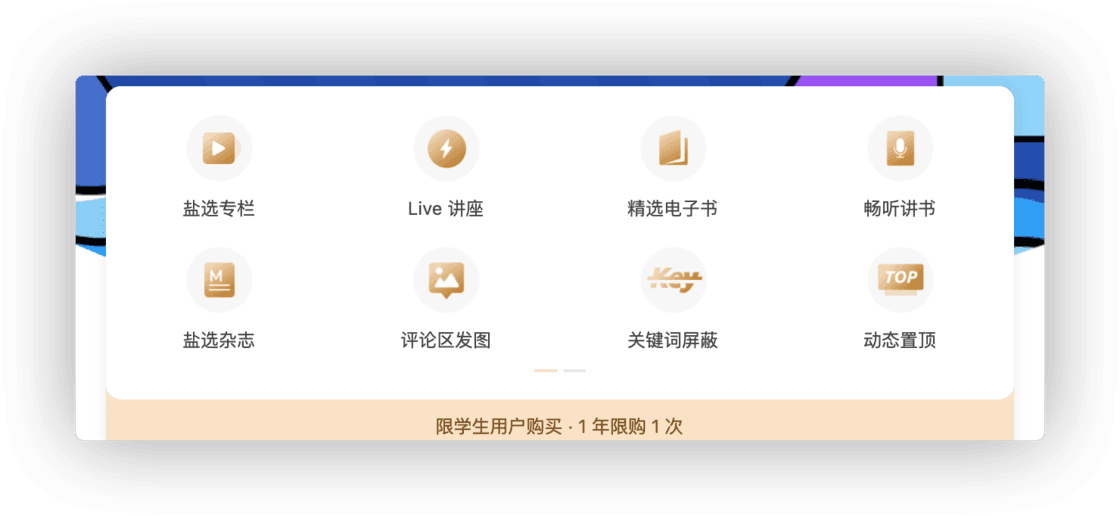 盐选专栏 Live 讲座 精选电子书 畅听讲书
M Key TOP
盐选杂志 评论区发图 关键词屏蔽 动态置顶
限学生用户购买 · 1 年限购 1 次